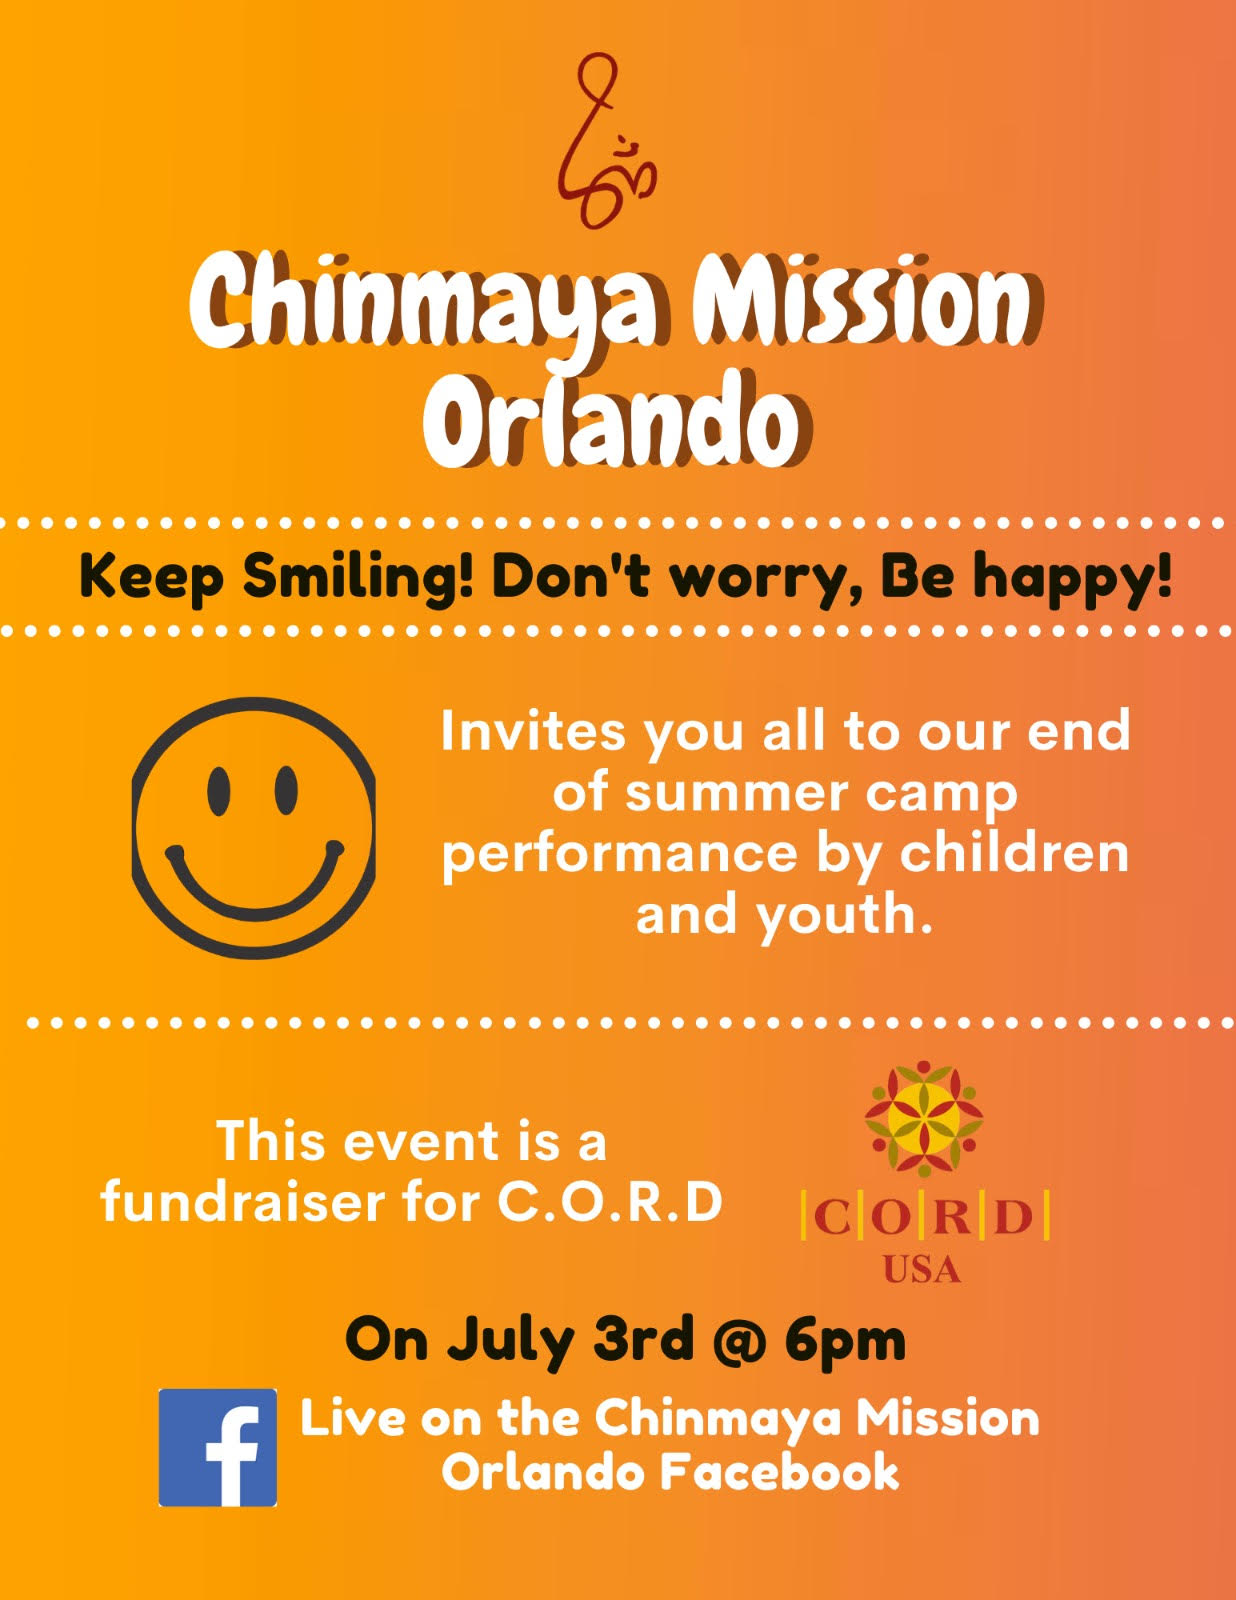 Chinmaya Mission
Orlando
Keep Smiling! Don't worry, Be happy!
Invites you all to our end
of summer camp
performance by children
and youth.
This event is a
fundraiser for C.O.R.D
|C|O|R|D|
USA
On July 3rd @ 6pm
f
Live on the Chinmaya Mission
Orlando Facebook